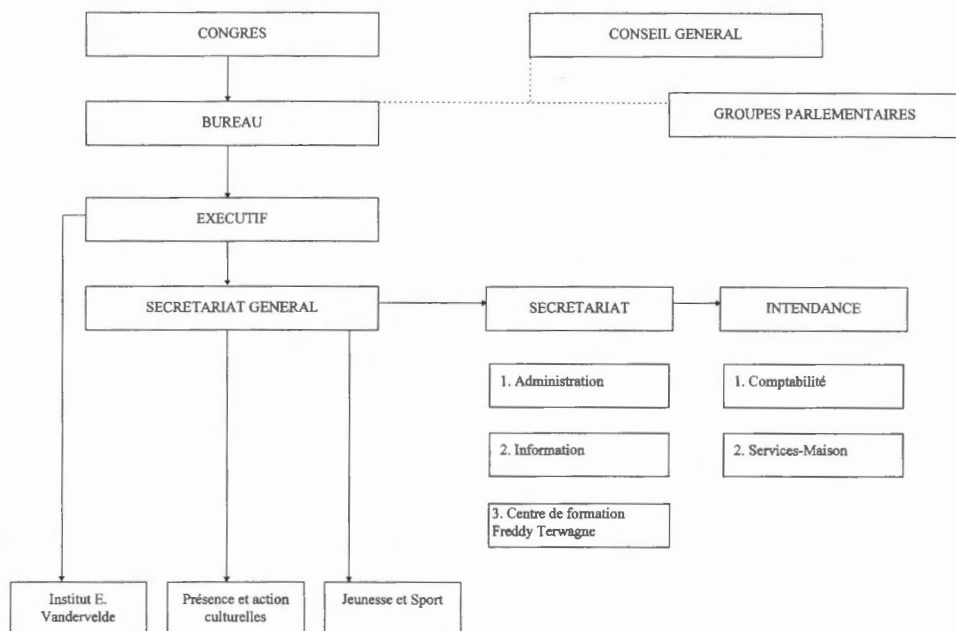 CONGRES
CONSEIL GENERAL
GROUPES PARLEMENTAIRES
BUREAU
EXECUTIF
SECRETARIAT GENERAL
SECRETARIAT
INTENDANCE
1. Administration
1. Comptabilité
2. Information
2. Services-Maison
3. Centre de formation
Freddy Terwagne
Institut E.
Vandervelde
Présence et action
culturelles
Jeunesse et Sport